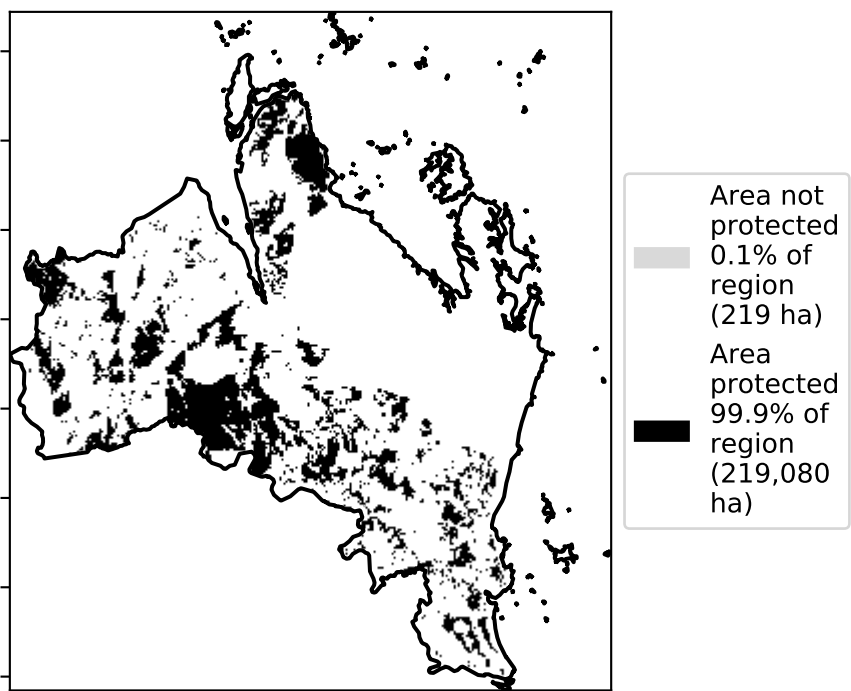 Area not
protected
0.1% of
region
(219 ha)
Area
protected
99.9% of
region
(219,080
ha)